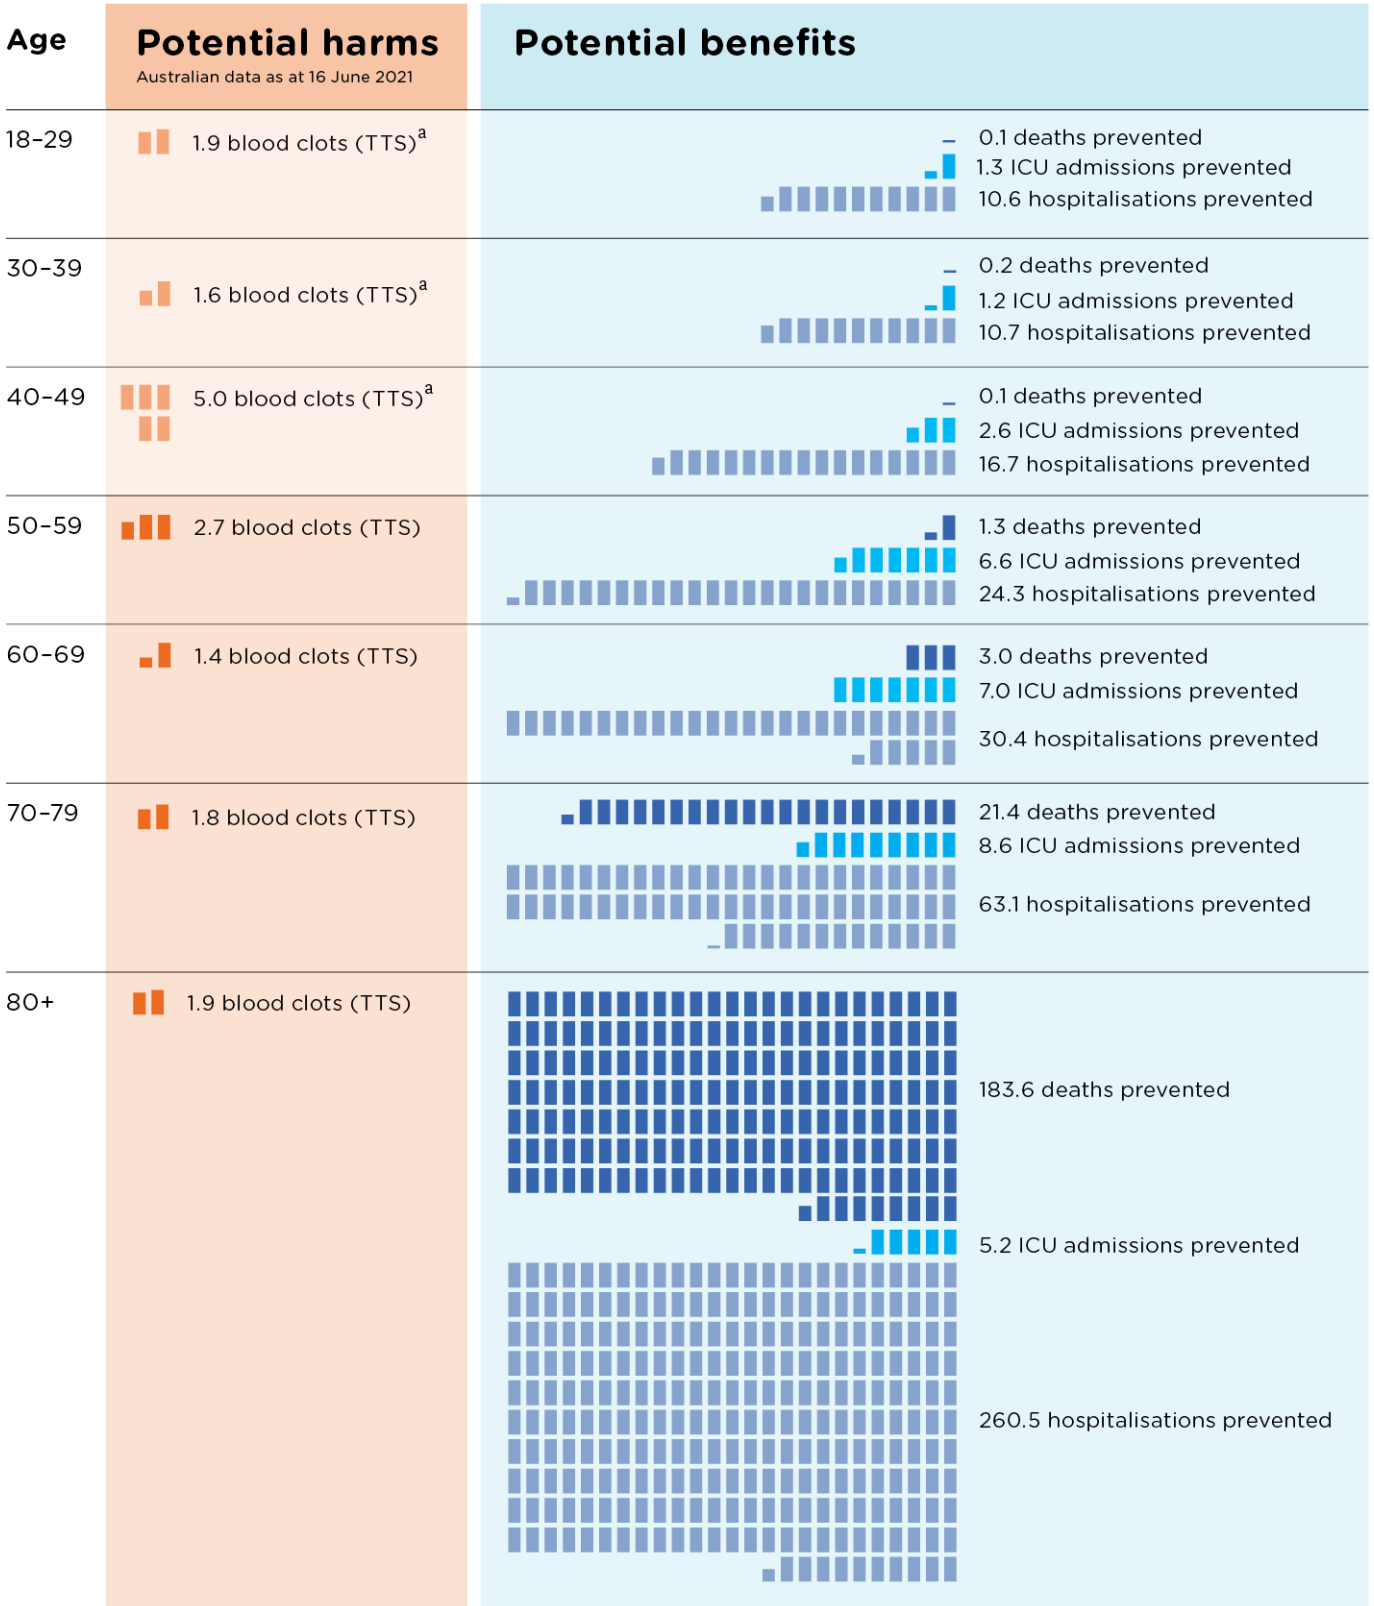 Age
Potential harms
Australian data as at 16 June 2021
Potential benefits
18–29
1.9 blood clots (TTS)ᵃ
0.1 deaths prevented
1.3 ICU admissions prevented
10.6 hospitalisations prevented
30–39
1.6 blood clots (TTS)ᵃ
0.2 deaths prevented
1.2 ICU admissions prevented
10.7 hospitalisations prevented
40–49
5.0 blood clots (TTS)ᵃ
0.1 deaths prevented
2.6 ICU admissions prevented
16.7 hospitalisations prevented
50–59
2.7 blood clots (TTS)
1.3 deaths prevented
6.6 ICU admissions prevented
24.3 hospitalisations prevented
60–69
1.4 blood clots (TTS)
3.0 deaths prevented
7.0 ICU admissions prevented
30.4 hospitalisations prevented
70–79
1.8 blood clots (TTS)
21.4 deaths prevented
8.6 ICU admissions prevented
63.1 hospitalisations prevented
80+
1.9 blood clots (TTS)
183.6 deaths prevented
5.2 ICU admissions prevented
260.5 hospitalisations prevented